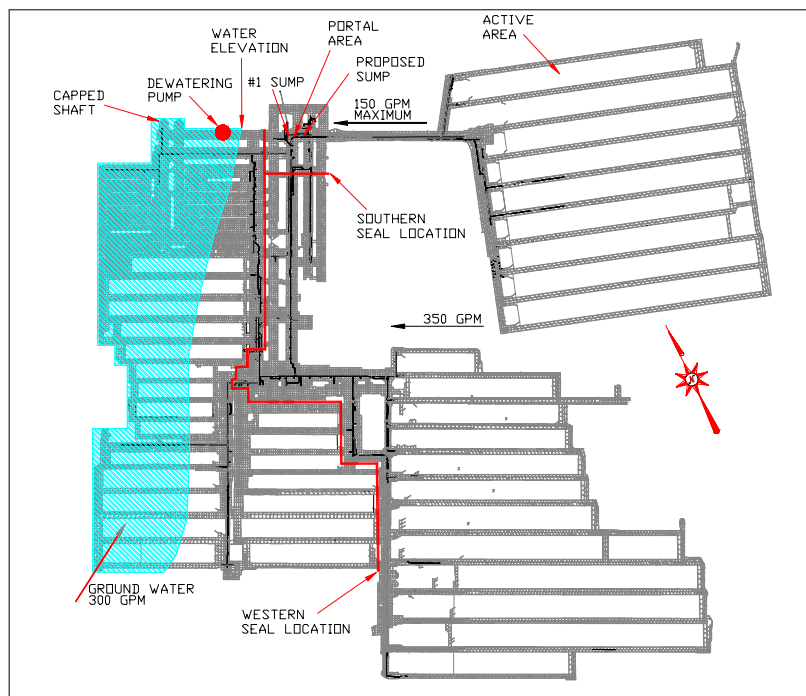 ACTIVE
AREA
PORTAL
AREA
WATER
ELEVATION
PROPOSED
SUMP
CAPPED
SHAFT
DEWATERING
PUMP
#1 SUMP
150 GPM
MAXIMUM
SOUTHERN
SEAL LOCATION
350 GPM
GROUND WATER
300 GPM
WESTERN
SEAL LOCATION